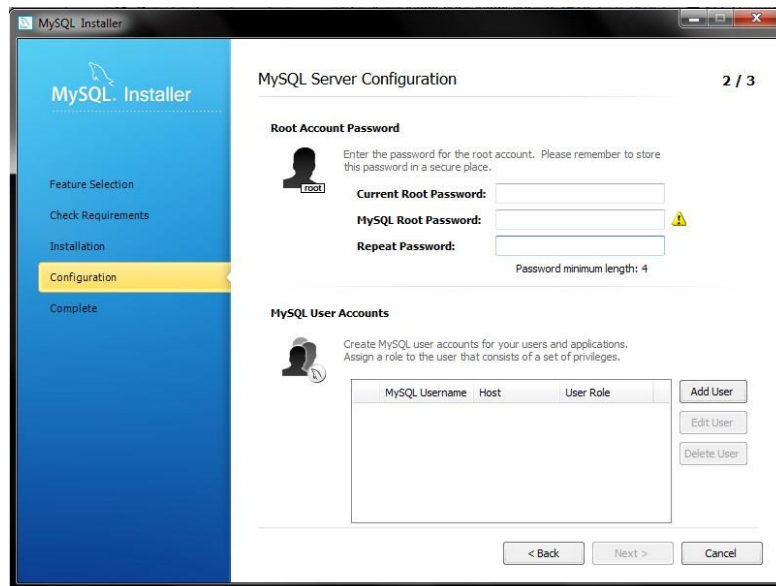 MySQL Installer
MySQL Installer
MySQL Server Configuration
2 / 3
Root Account Password
Enter the password for the root account. Please remember to store
this password in a secure place.
root
Current Root Password:
MySQL Root Password:
Repeat Password:
Password minimum length: 4
Feature Selection
Check Requirements
Installation
Configuration
Complete
MySQL User Accounts
Create MySQL user accounts for your users and applications.
Assign a role to the user that consists of a set of privileges.
MySQL Username Host User Role
Add User
Edit User
Delete User
< Back Next > Cancel